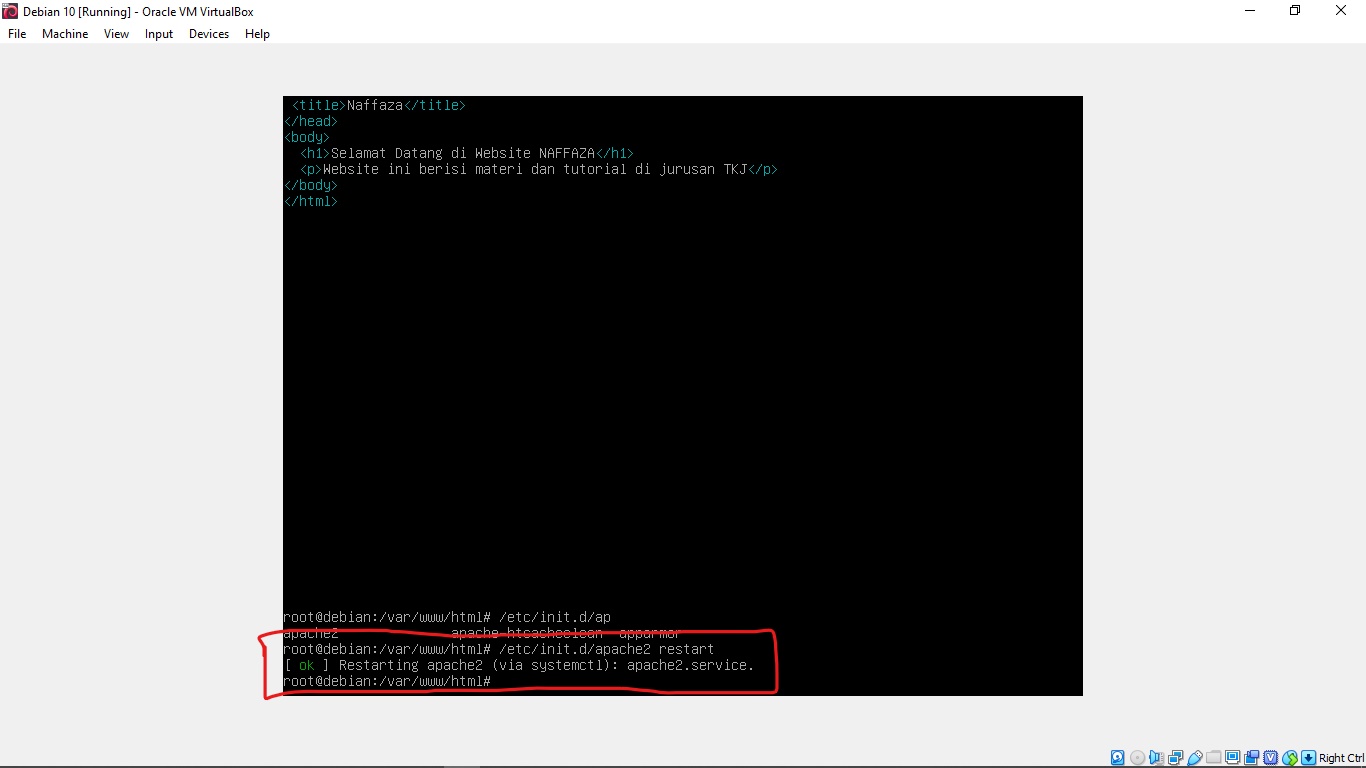 Debian 10 [Running] - Oracle VM VirtualBox
File Machine View Input Devices Help
<title>Naffaza</title>
</head>
<body>
<h1>Selamat Datang di Website NAFFAZA</h1>
<p>Website ini berisi materi dan tutorial di jurusan TKJ</p>
</body>
</html>
root@debian:/var/www/html# /etc/init.d/ap
apache2 apache-htcacheclean apparmor
root@debian:/var/www/html# /etc/init.d/apache2 restart
[ ok ] Restarting apache2 (via systemctl): apache2.service.
root@debian:/var/www/html#
Right Ctrl